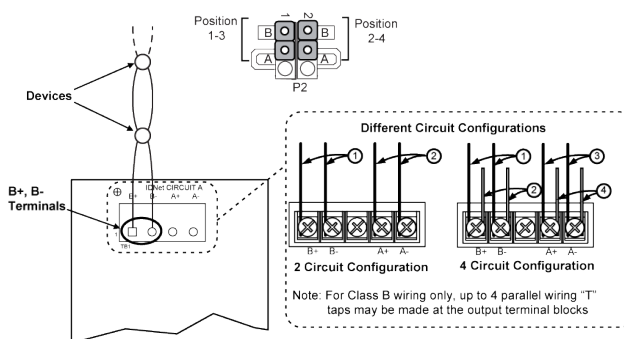 Position
1-3
1 2
B B
A A
P2
Position
2-4
Devices
B+, B-
Terminals
IDNet CIRCUIT A
B+ B- A+ A-
1
TB1
Different Circuit Configurations
1 2
1 3
2 4
B+ B- A+ A-
B+ B- A+ A-
2 Circuit Configuration
4 Circuit Configuration
Note: For Class B wiring only, up to 4 parallel wiring "T"
taps may be made at the output terminal blocks